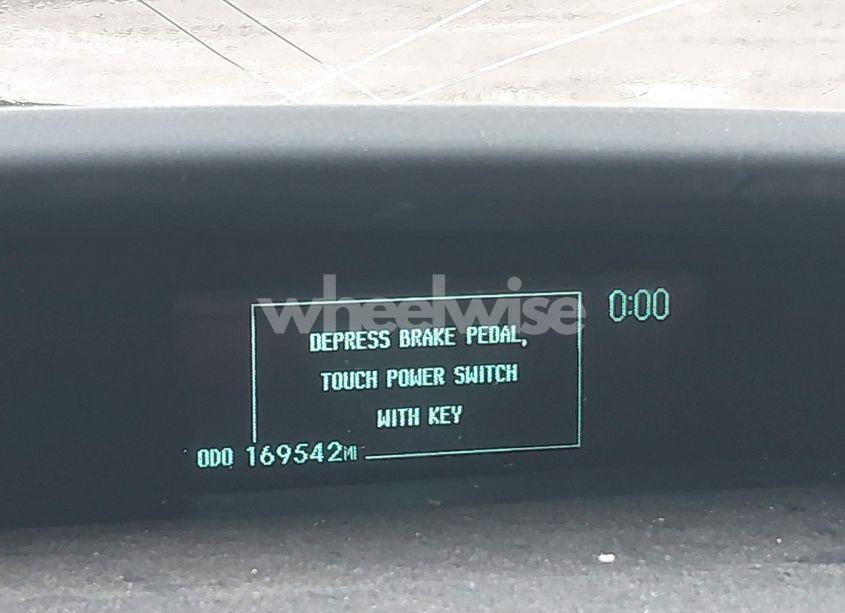 wheelwise
0:00
DEPRESS BRAKE PEDAL,
TOUCH POWER SWITCH
WITH KEY
ODO 169542MI